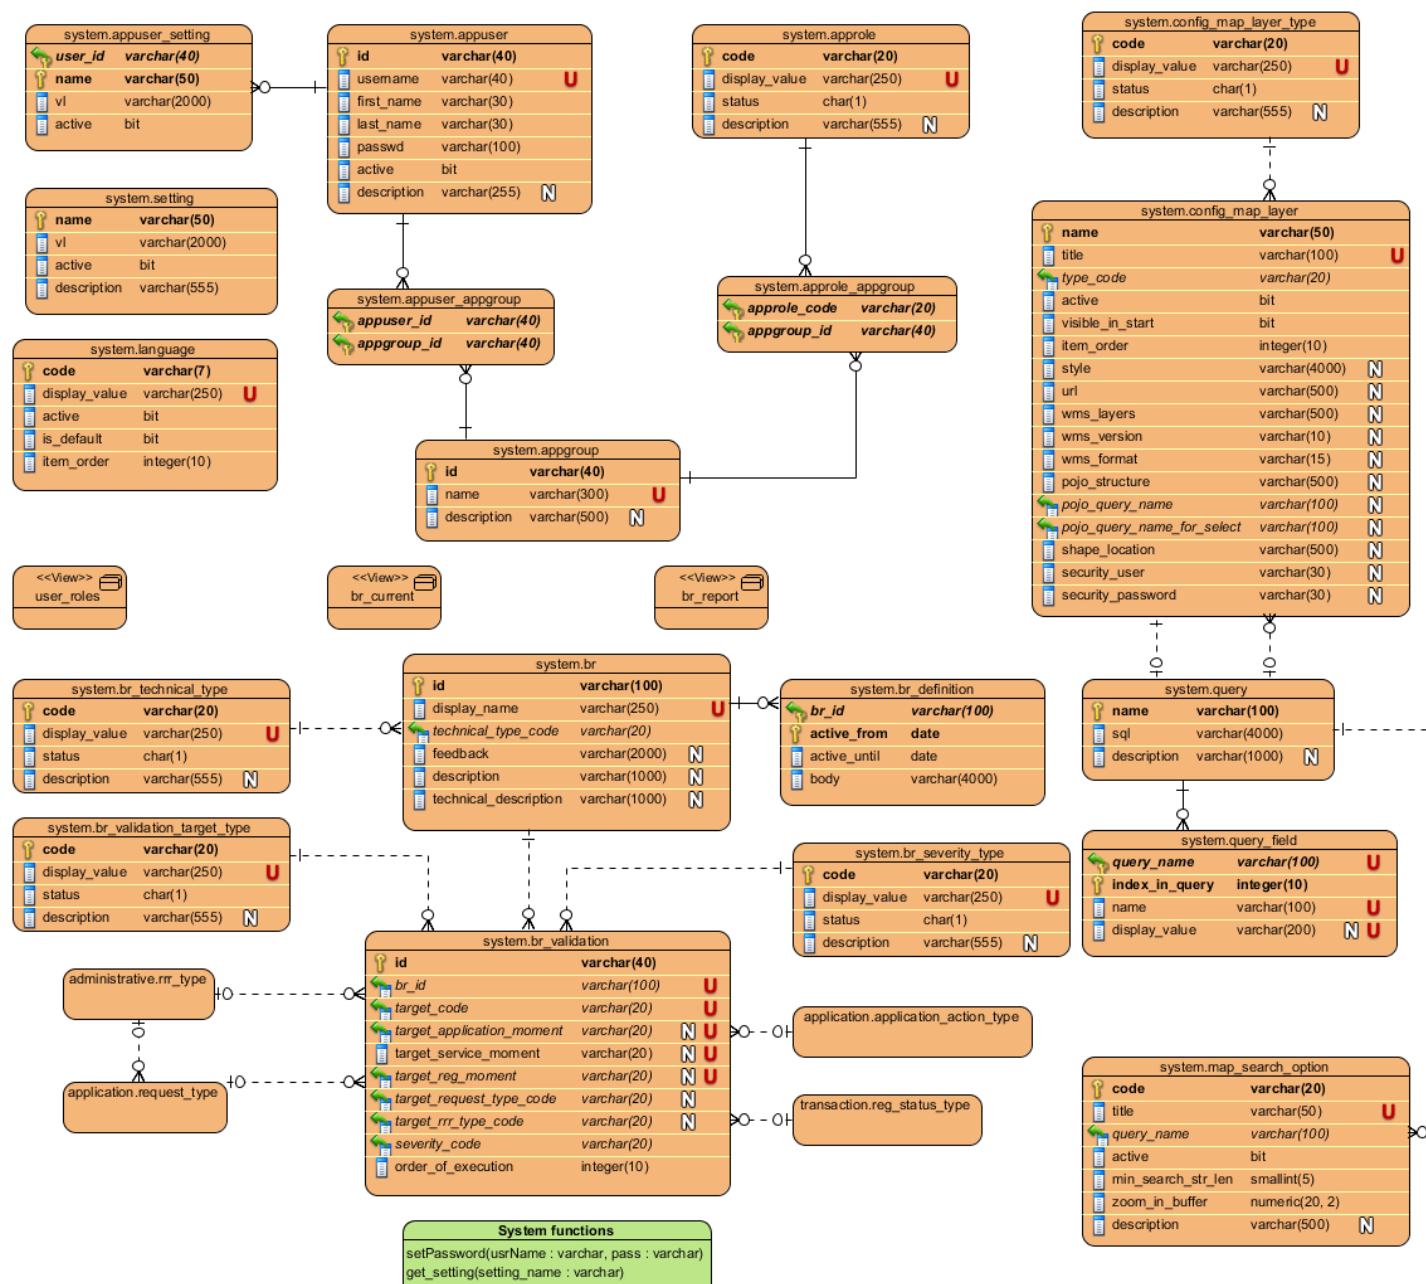 system.appuser_setting
user_id varchar(40)
name varchar(50)
vl varchar(2000)
active bit
system.appuser
id varchar(40)
username varchar(40) U
first_name varchar(30)
last_name varchar(30)
passwd varchar(100)
active bit
description varchar(255) N
system.approle
code varchar(20)
display_value varchar(250) U
status char(1)
description varchar(555) N
system.config_map_layer_type
code varchar(20)
display_value varchar(250) U
status char(1)
description varchar(555) N
system.setting
name varchar(50)
vl varchar(2000)
active bit
description varchar(555)
system.config_map_layer
name varchar(50)
title varchar(100) U
type_code varchar(20)
active bit
visible_in_start bit
item_order integer(10)
style varchar(4000) N
url varchar(500) N
wms_layers varchar(500) N
wms_version varchar(10) N
wms_format varchar(15) N
pojo_structure varchar(500) N
pojo_query_name varchar(100) N
pojo_query_name_for_select varchar(100) N
shape_location varchar(500) N
security_user varchar(30) N
security_password varchar(30) N
system.appuser_appgroup
appuser_id varchar(40)
appgroup_id varchar(40)
system.approle_appgroup
approle_code varchar(20)
appgroup_id varchar(40)
system.language
code varchar(7)
display_value varchar(250) U
active bit
is_default bit
item_order integer(10)
system.appgroup
id varchar(40)
name varchar(300) U
description varchar(500) N
<<View>>
user_roles
<<View>>
br_current
<<View>>
br_report
system.br_technical_type
code varchar(20)
display_value varchar(250) U
status char(1)
description varchar(555) N
system.br
id varchar(100)
display_name varchar(250) U
technical_type_code varchar(20)
feedback varchar(2000) N
description varchar(1000) N
technical_description varchar(1000) N
system.br_definition
br_id varchar(100)
active_from date
active_until date
body varchar(4000)
system.query
name varchar(100)
sql varchar(4000)
description varchar(1000) N
system.br_validation_target_type
code varchar(20)
display_value varchar(250) U
status char(1)
description varchar(555) N
system.br_severity_type
code varchar(20)
display_value varchar(250) U
status char(1)
description varchar(555) N
system.query_field
query_name varchar(100) U
index_in_query integer(10)
name varchar(100) U
display_value varchar(200) N U
system.br_validation
id varchar(40)
br_id varchar(100) U
target_code varchar(20) U
target_application_moment varchar(20) N U
target_service_moment varchar(20) N U
target_reg_moment varchar(20) N U
target_request_type_code varchar(20) N
target_rrr_type_code varchar(20) N
severity_code varchar(20)
order_of_execution integer(10)
administrative.rrr_type
application.request_type
application.application_action_type
transaction.reg_status_type
system.map_search_option
code varchar(20)
title varchar(50) U
query_name varchar(100)
active bit
min_search_str_len smallint(5)
zoom_in_buffer numeric(20, 2)
description varchar(500) N
System functions
setPassword(usrName : varchar, pass : varchar)
get_setting(setting_name : varchar)